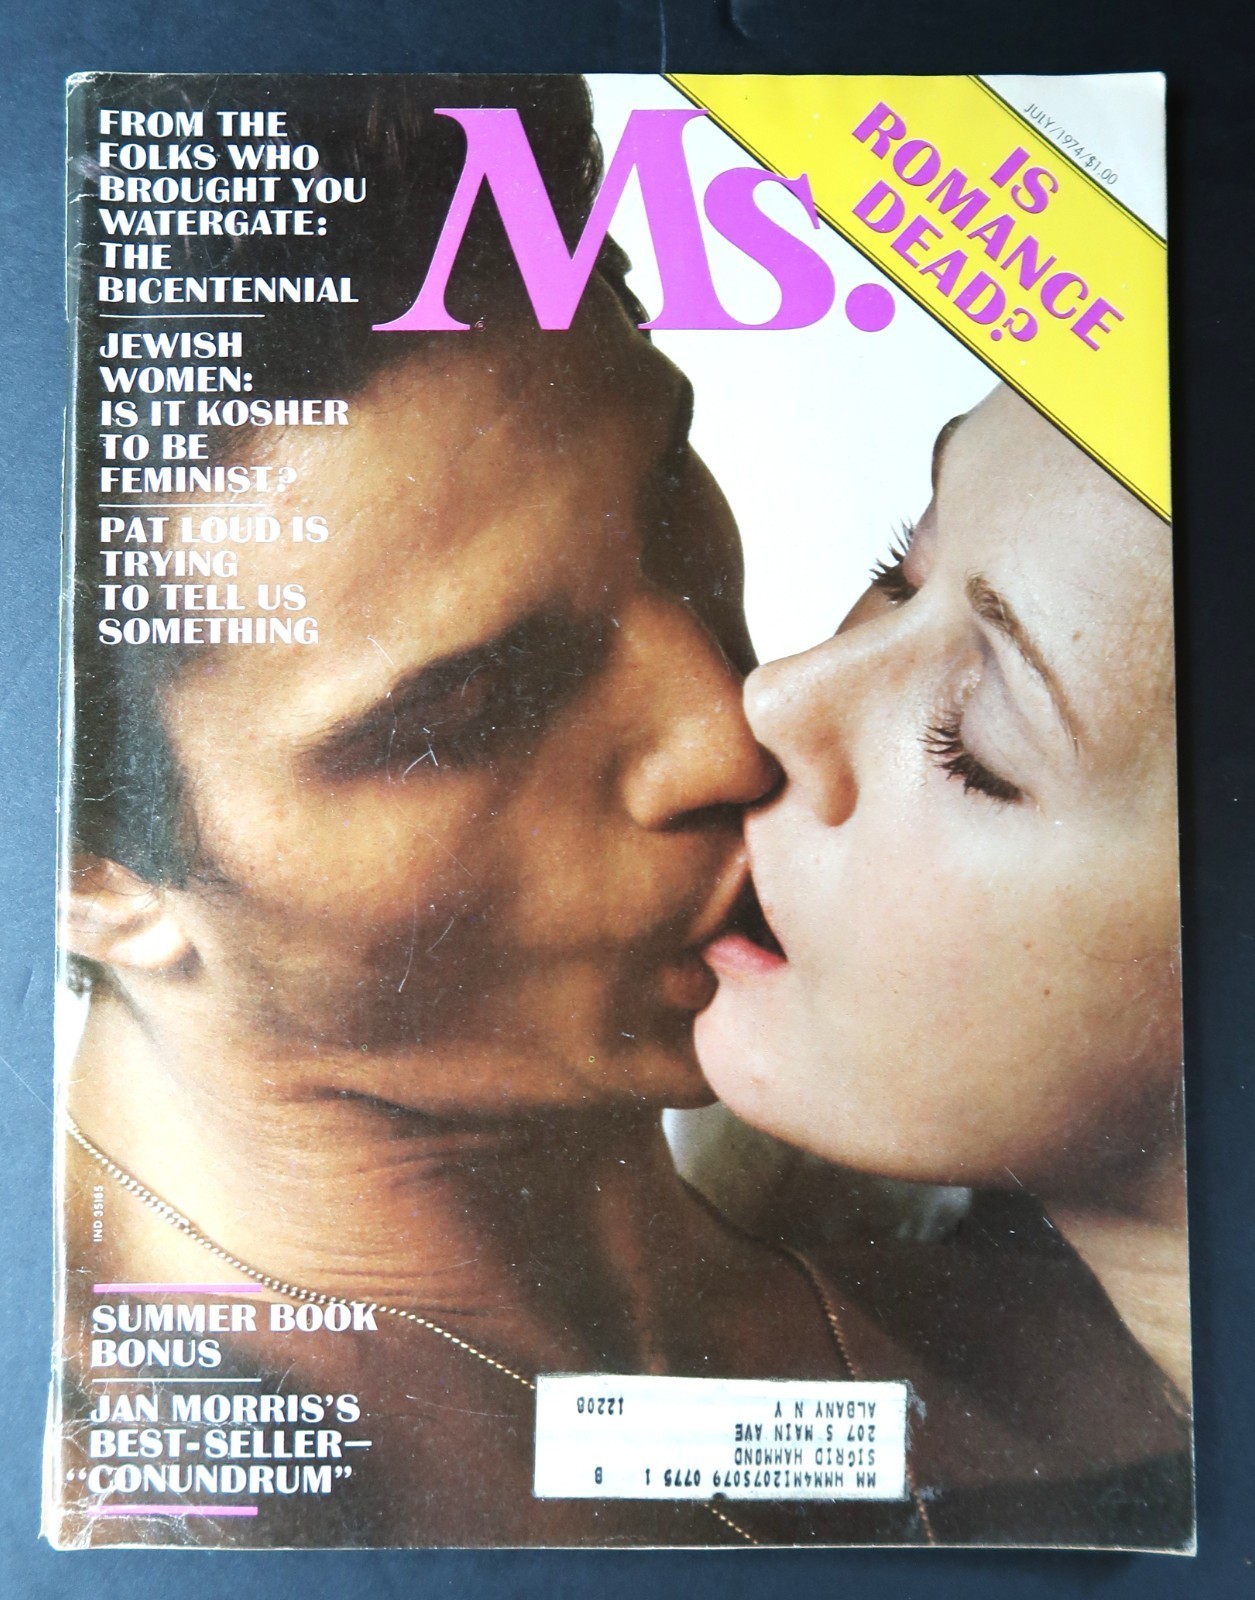 FROM THE
FOLKS WHO
BROUGHT YOU
WATERGATE:
THE
BICENTENNIAL
JEWISH
WOMEN:
IS IT KOSHER
TO BE
FEMINIST?
PAT LOUD IS
TRYING
TO TELL US
SOMETHING
Ms.
JULY/1974/$1.00
IS
ROMANCE
DEAD?
IND 35185
SUMMER BOOK
BONUS
JAN MORRIS'S
BEST-SELLER—
"CONUNDRUM"
MM HMM4MI2075079 0775 1 B
SIGRID HAMMOND
207 S MAIN AVE
ALBANY N Y
12208